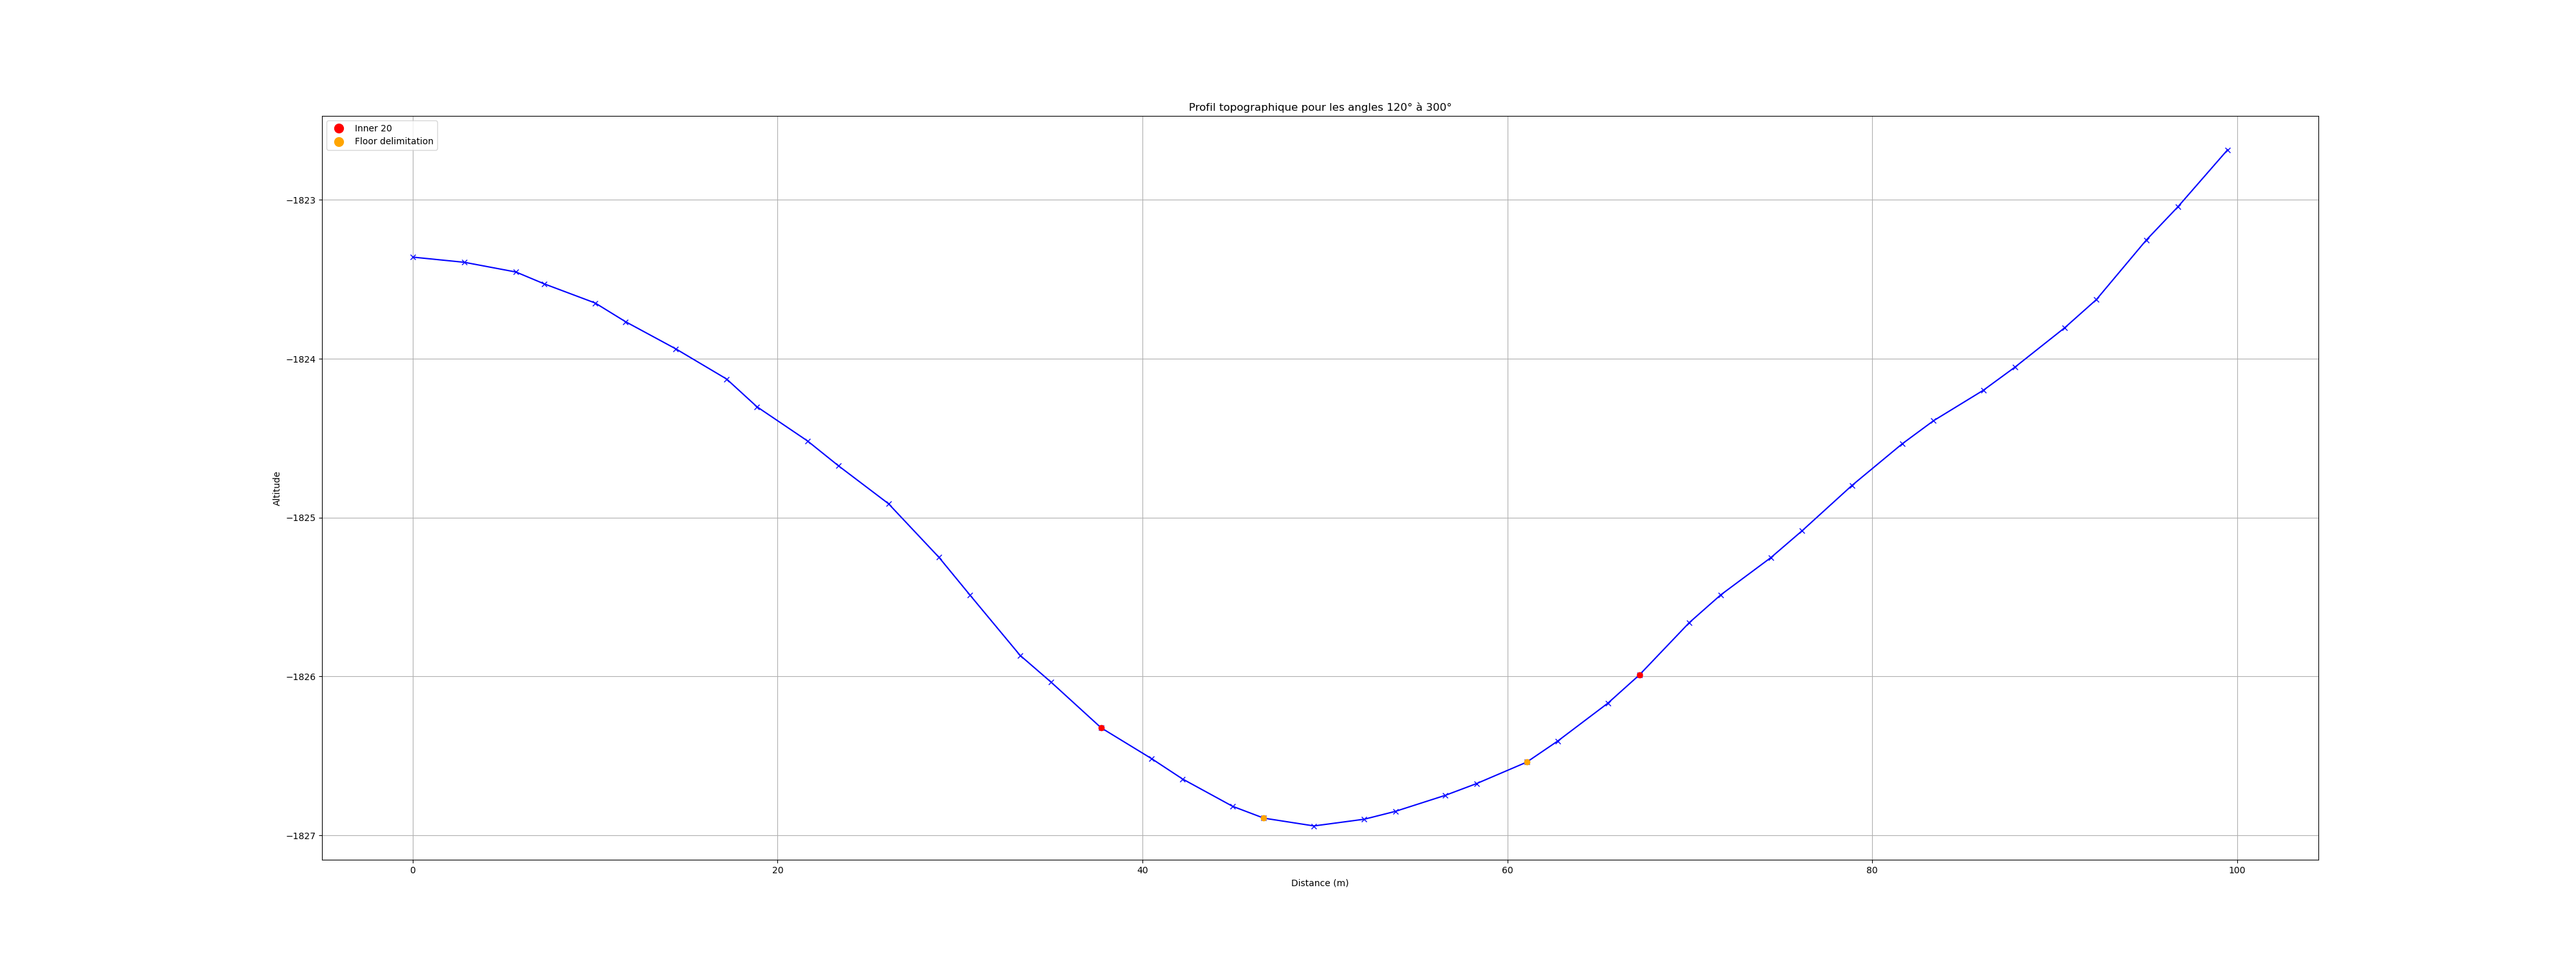 Profil topographique pour les angles 120° à 300°
Inner 20
Floor delimitation
−1823
−1824
−1825
−1826
−1827
Altitude
0 20 40 60 80 100
Distance (m)